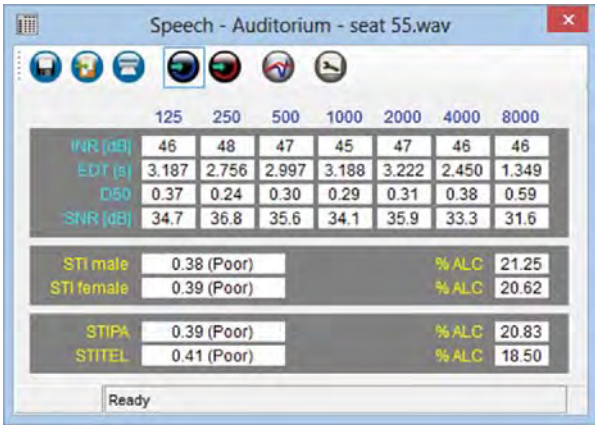 Speech - Auditorium - seat 55.wav
125 250 500 1000 2000 4000 8000
INR [dB] 46 48 47 45 47 46 46
EDT [s] 3.187 2.756 2.997 3.188 3.222 2.450 1.349
D50 0.37 0.24 0.30 0.29 0.31 0.38 0.59
SNR [dB] 34.7 36.8 35.6 34.1 35.9 33.3 31.6
STI male 0.38 (Poor) % ALC 21.25
STI female 0.39 (Poor) % ALC 20.62
STIPA 0.39 (Poor) % ALC 20.83
STITEL 0.41 (Poor) % ALC 18.50
Ready